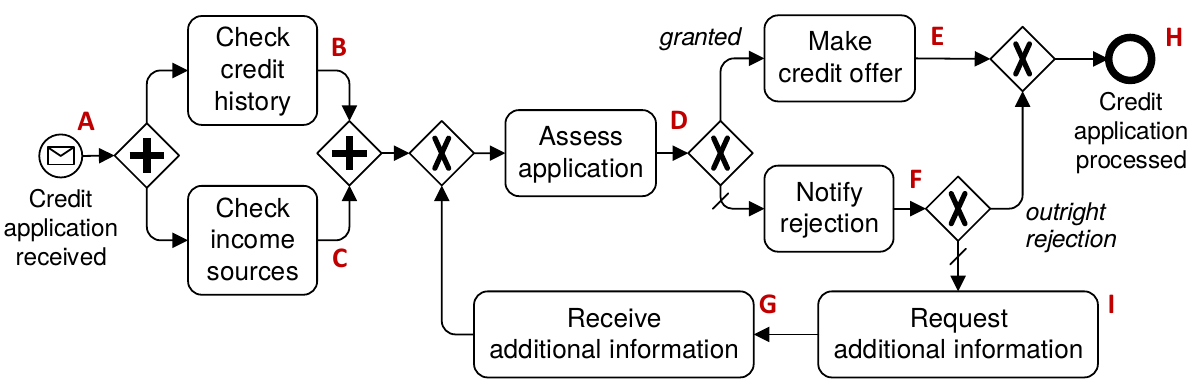 A
Credit
application
received
Check
credit
history
B
Check
income
sources
C
Assess
application
D
granted
Make
credit offer
E
Notify
rejection
F
outright
rejection
H
Credit
application
processed
Receive
additional information
G
Request
additional information
I